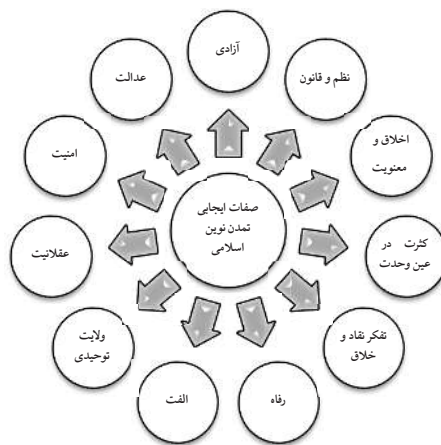 صفات ایجابی
تمدن نوین
اسلامی
آزادی
نظم و قانون
اخلاق و
معنویت
کثرت در
عین وحدت
تفکر نقاد و
خلاق
رفاه
الفت
ولایت
توحیدی
عقلانیت
امنیت
عدالت